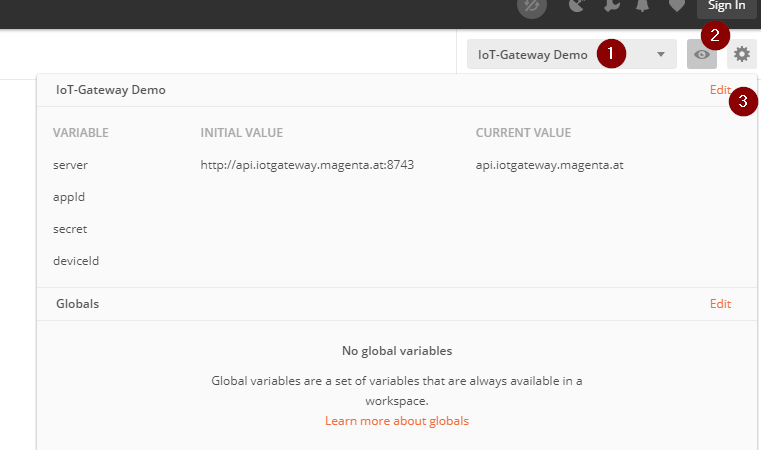 Sign In
IoT-Gateway Demo 1
2
IoT-Gateway Demo Edit
3
VARIABLE INITIAL VALUE CURRENT VALUE
server http://api.iotgateway.magenta.at:8743 api.iotgateway.magenta.at
appId
secret
deviceId
Globals Edit
No global variables
Global variables are a set of variables that are always available in a
workspace.
Learn more about globals